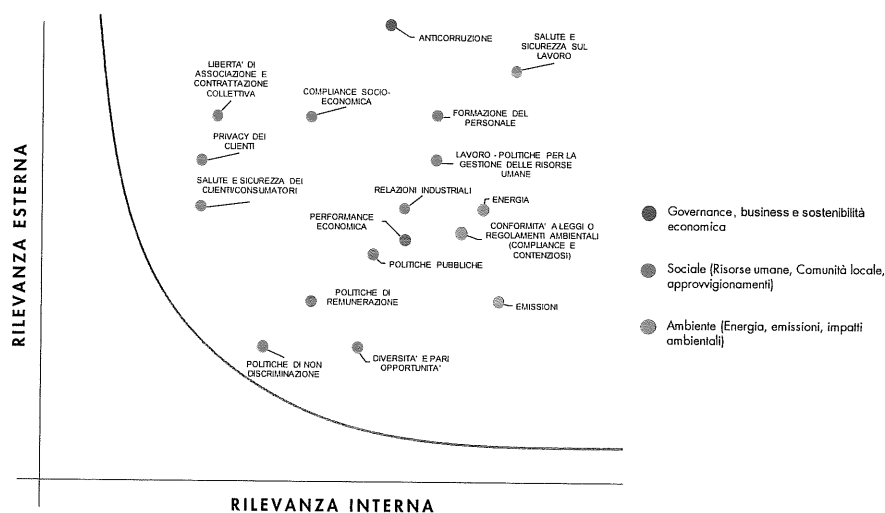 ANTICORRUZIONE
SALUTE E
SICUREZZA SUL
LAVORO
LIBERTA' DI
ASSOCIAZIONE E
CONTRATTAZIONE
COLLETTIVA
COMPLIANCE SOCIO-
ECONOMICA
FORMAZIONE DEL
PERSONALE
PRIVACY DEI
CLIENTI
LAVORO - POLITICHE PER LA
GESTIONE DELLE RISORSE
UMANE
SALUTE E SICUREZZA DEI
CLIENTI/CONSUMATORI
RELAZIONI INDUSTRIALI
ENERGIA
PERFORMANCE
ECONOMICA
CONFORMITA' A LEGGI O
REGOLAMENTI AMBIENTALI
(COMPLIANCE E
CONTENZIOSI)
POLITICHE PUBBLICHE
POLITICHE DI
REMUNERAZIONE
EMISSIONI
POLITICHE DI NON
DISCRIMINAZIONE
DIVERSITA' E PARI
OPPORTUNITA'
RILEVANZA ESTERNA
RILEVANZA INTERNA
Governance, business e sostenibilità
economica
Sociale (Risorse umane, Comunità locale,
approvvigionamenti)
Ambiente (Energia, emissioni, impatti
ambientali)